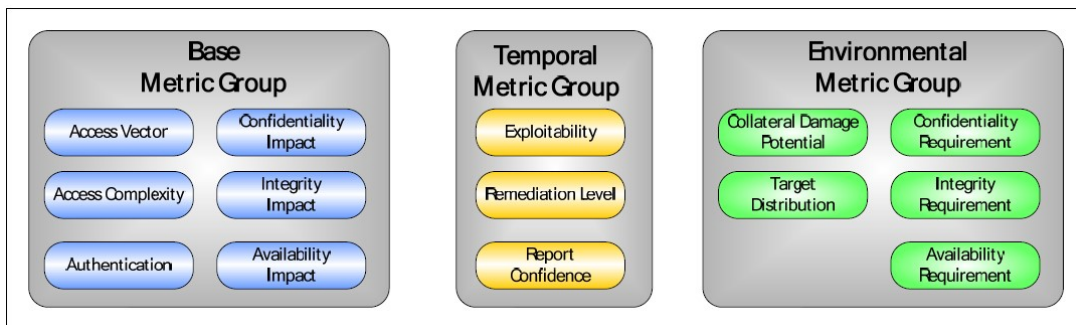 Base
Metric Group
Access Vector
Access Complexity
Authentication
Confidentiality
Impact
Integrity
Impact
Availability
Impact
Temporal
Metric Group
Exploitability
Remediation Level
Report
Confidence
Environmental
Metric Group
Collateral Damage
Potential
Target
Distribution
Confidentiality
Requirement
Integrity
Requirement
Availability
Requirement